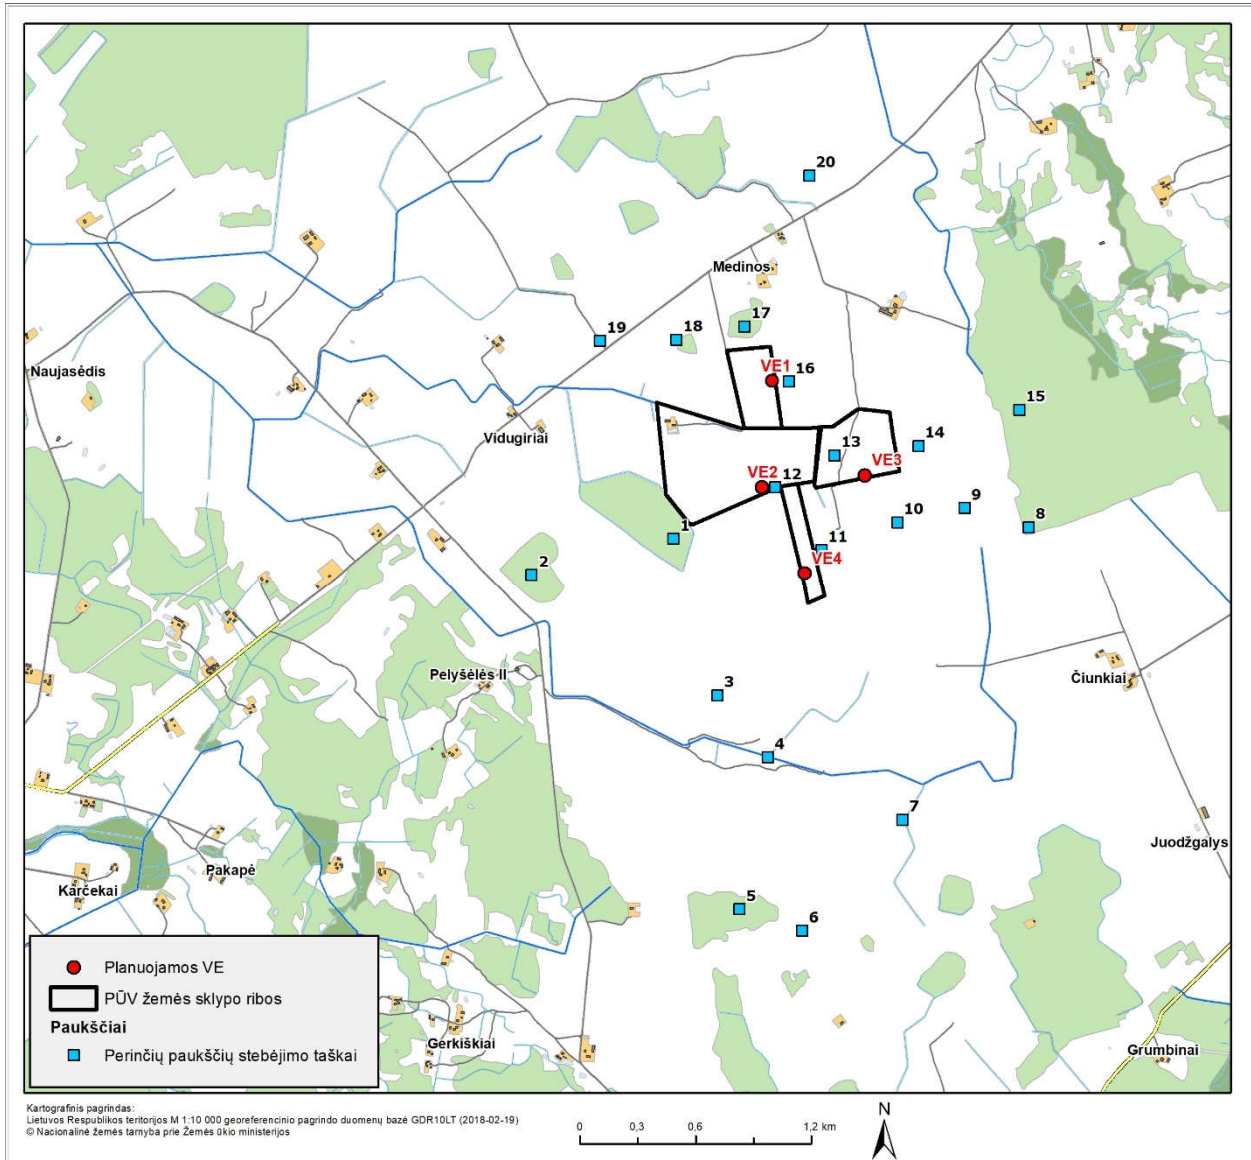 20
Medinos
17
19
18
VE1
16
Naujasėdis
15
Vidugiriai
13
14
VE3
VE2
12
9
10
8
1
11
2
VE4
Pelyšėlės II
Čiunkiai
3
4
7
Juodžgalys
Pakapė
Karčekai
5
6
Planuojamos VE
PŪV žemės sklypo ribos
Paukščiai
Perinčių paukščių stebėjimo taškai
Gerkiškiai
Grumbinai
Kartografinis pagrindas:
Lietuvos Respublikos teritorijos M 1:10 000 georeferencinio pagrindo duomenų bazė GDR10LT (2018-02-19)
© Nacionalinė žemės tarnyba prie Žemės ūkio ministerijos
0 0,3 0,6 1,2 km
N